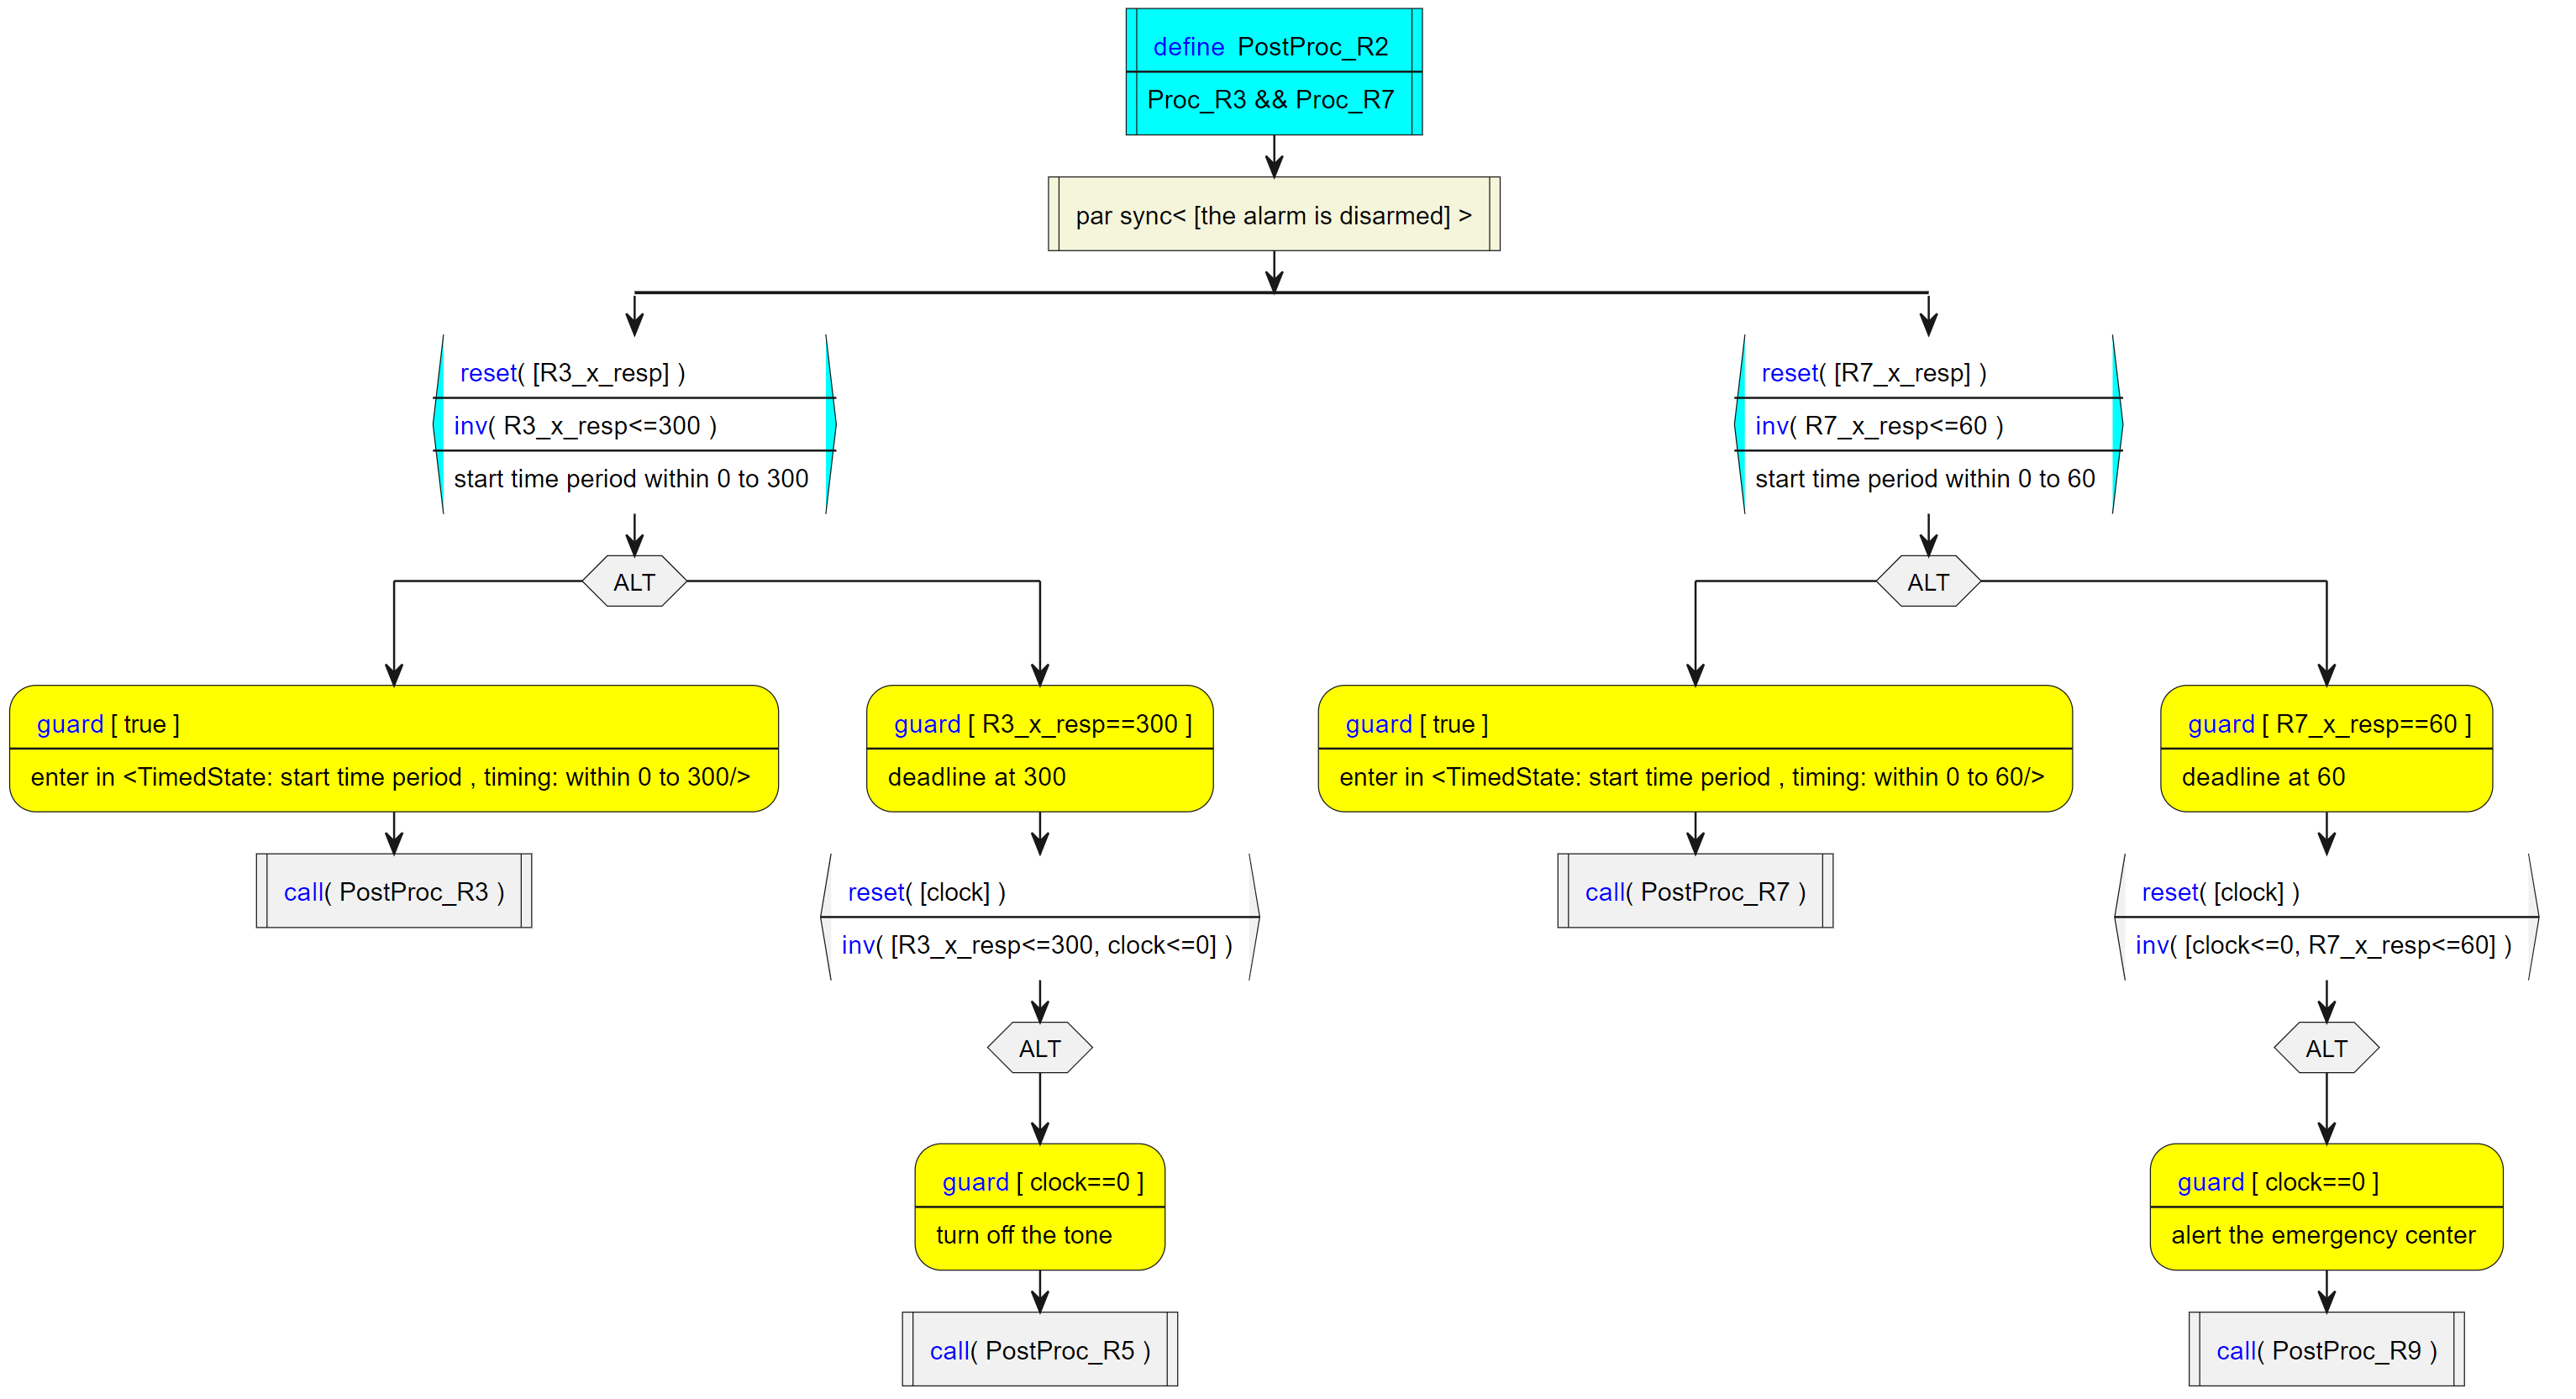 define PostProc_R2
Proc_R3 && Proc_R7
par sync< [the alarm is disarmed] >
reset( [R3_x_resp] )
inv( R3_x_resp<=300 )
start time period within 0 to 300
reset( [R7_x_resp] )
inv( R7_x_resp<=60 )
start time period within 0 to 60
ALT
ALT
guard [ true ]
enter in <TimedState: start time period , timing: within 0 to 300/>
guard [ R3_x_resp==300 ]
deadline at 300
guard [ true ]
enter in <TimedState: start time period , timing: within 0 to 60/>
guard [ R7_x_resp==60 ]
deadline at 60
call( PostProc_R3 )
reset( [clock] )
inv( [R3_x_resp<=300, clock<=0] )
call( PostProc_R7 )
reset( [clock] )
inv( [clock<=0, R7_x_resp<=60] )
ALT
ALT
guard [ clock==0 ]
turn off the tone
guard [ clock==0 ]
alert the emergency center
call( PostProc_R5 )
call( PostProc_R9 )